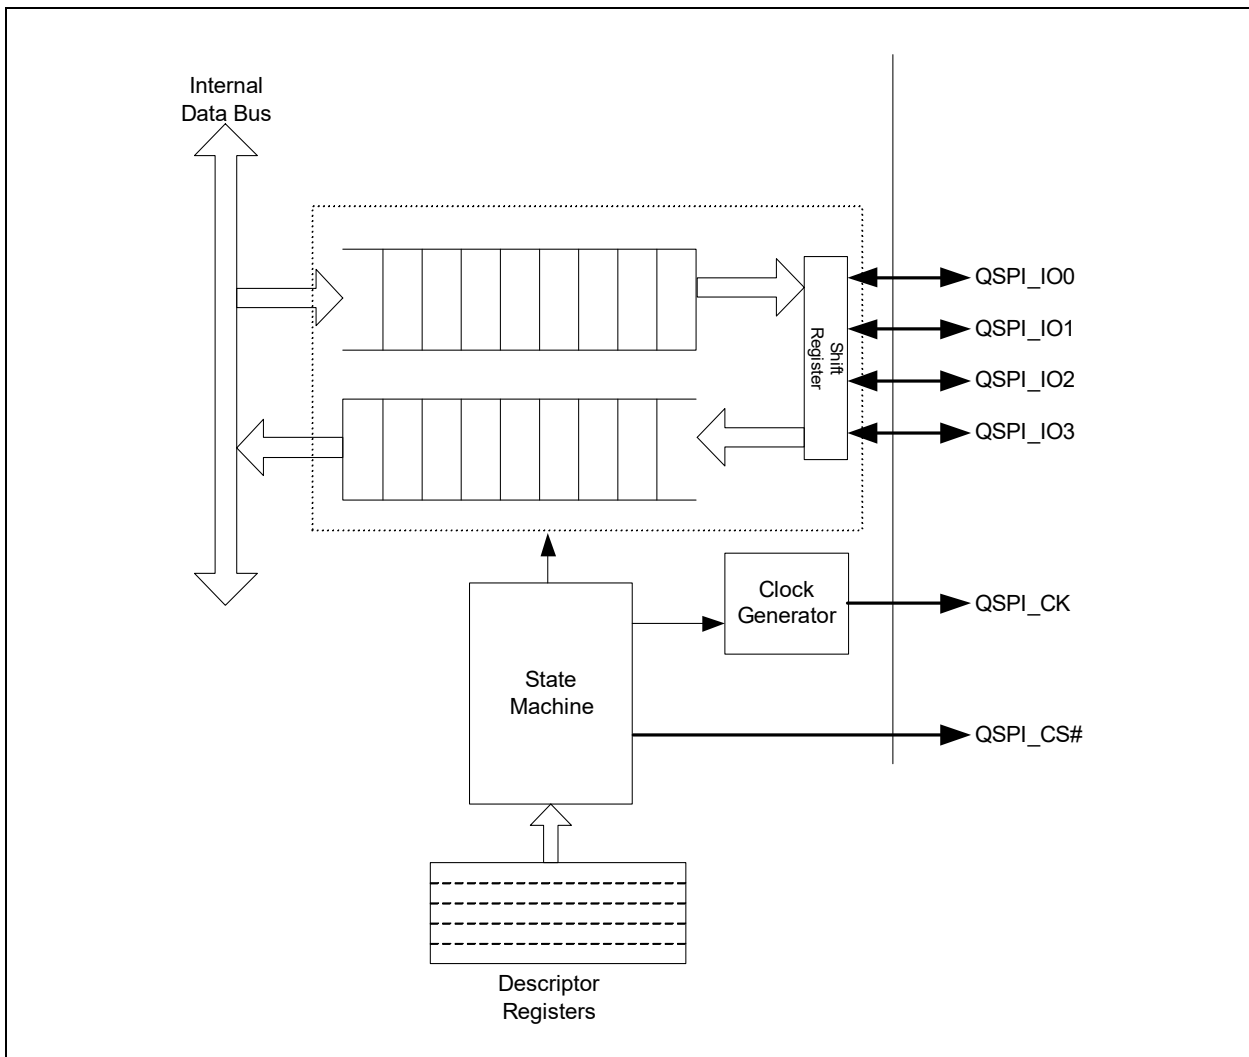 Internal
Data Bus
QSPI_IO0
QSPI_IO1
Shift
Register
QSPI_IO2
QSPI_IO3
Clock
Generator
QSPI_CK
State
Machine
QSPI_CS#
Descriptor
Registers